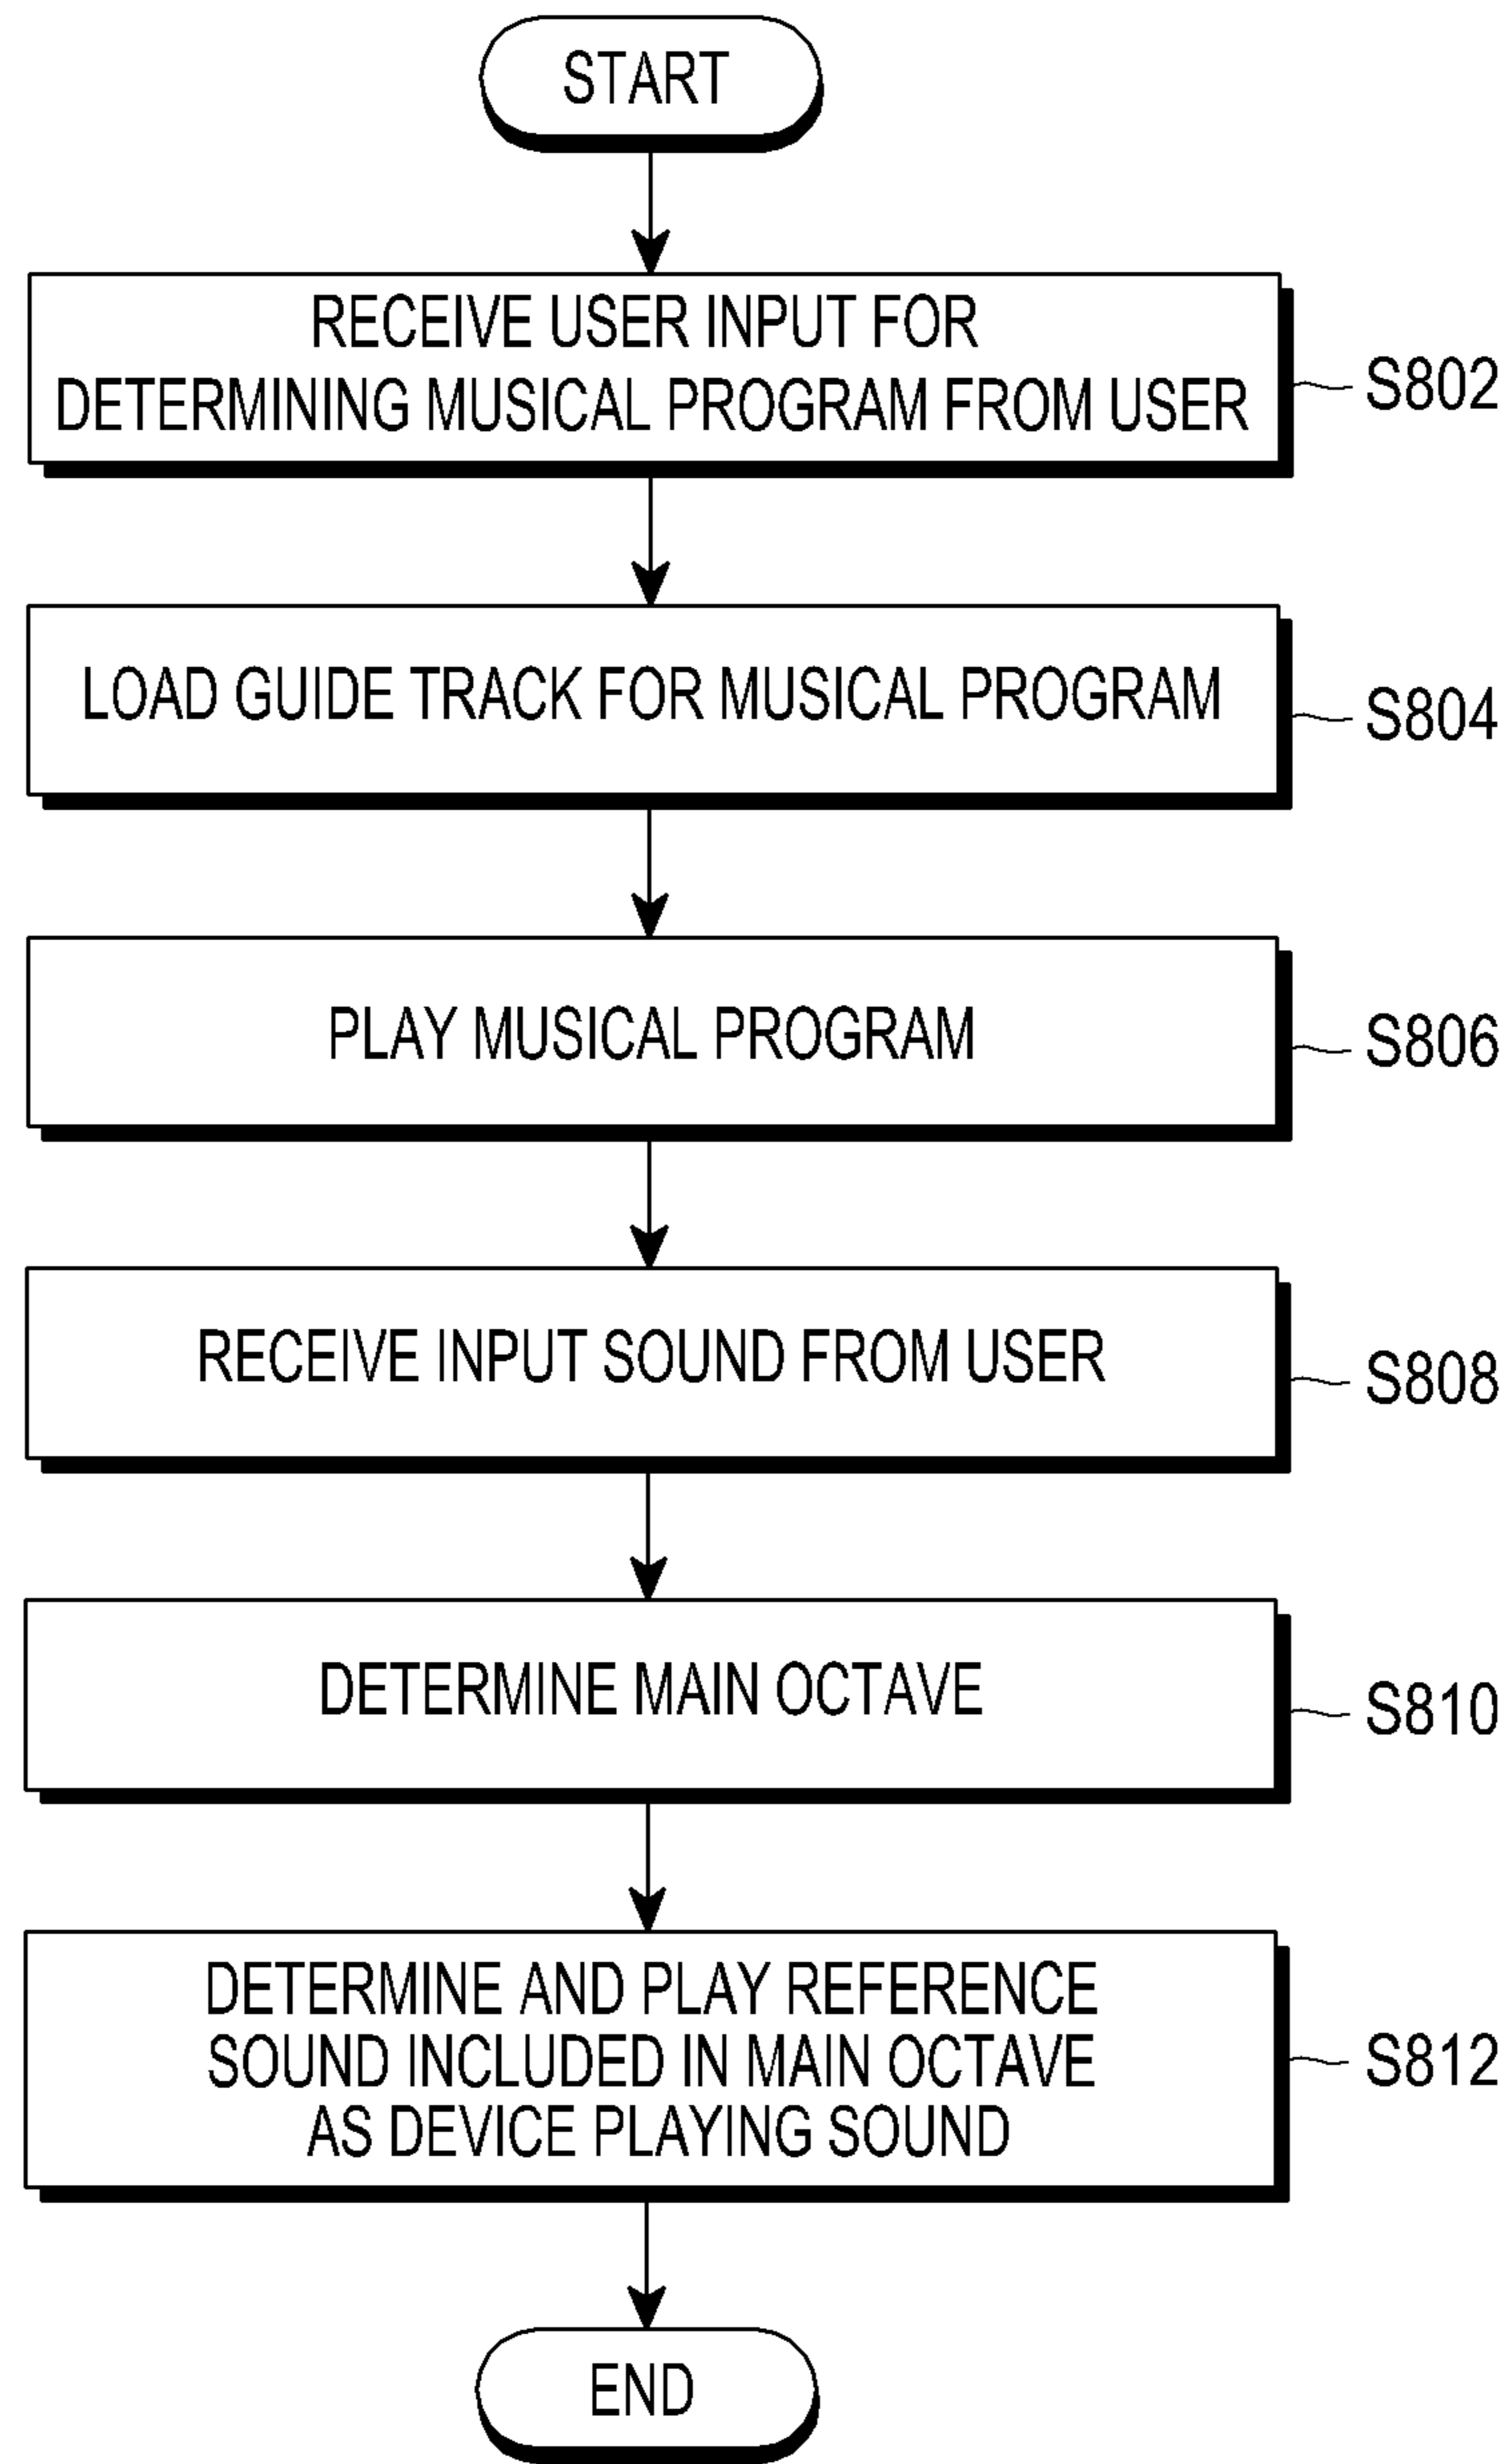 START
RECEIVE USER INPUT FOR
DETERMINING MUSICAL PROGRAM FROM USER
S802
LOAD GUIDE TRACK FOR MUSICAL PROGRAM
S804
PLAY MUSICAL PROGRAM
S806
RECEIVE INPUT SOUND FROM USER
S808
DETERMINE MAIN OCTAVE
S810
DETERMINE AND PLAY REFERENCE
SOUND INCLUDED IN MAIN OCTAVE
AS DEVICE PLAYING SOUND
S812
END